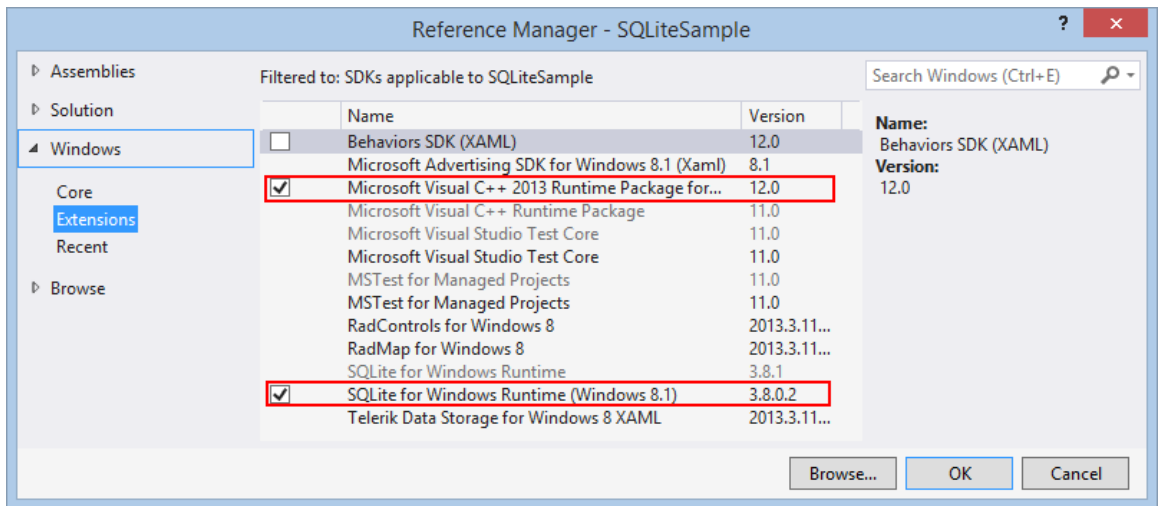 Reference Manager - SQLiteSample
?
Assemblies
Solution
Windows
Core
Extensions
Recent
Browse
Filtered to: SDKs applicable to SQLiteSample
Name Version
Behaviors SDK (XAML) 12.0
Microsoft Advertising SDK for Windows 8.1 (Xaml) 8.1
Microsoft Visual C++ 2013 Runtime Package for... 12.0
Microsoft Visual C++ Runtime Package 11.0
Microsoft Visual Studio Test Core 11.0
Microsoft Visual Studio Test Core 11.0
MSTest for Managed Projects 11.0
MSTest for Managed Projects 11.0
RadControls for Windows 8 2013.3.11...
RadMap for Windows 8 2013.3.11...
SQLite for Windows Runtime 3.8.1
SQLite for Windows Runtime (Windows 8.1) 3.8.0.2
Telerik Data Storage for Windows 8 XAML 2013.3.11...
Search Windows (Ctrl+E)
Name:
Behaviors SDK (XAML)
Version:
12.0
Browse... OK Cancel